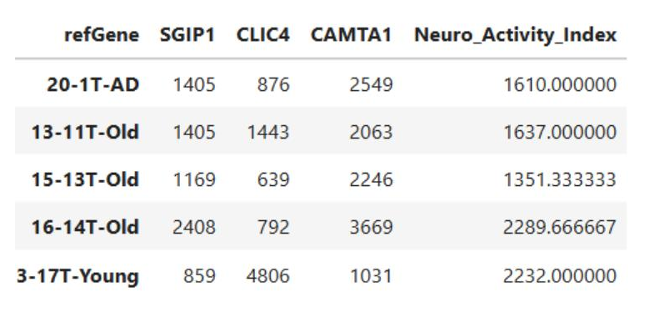 refGene SGIP1 CLIC4 CAMTA1 Neuro_Activity_Index
20-1T-AD 1405 876 2549 1610.000000
13-11T-Old 1405 1443 2063 1637.000000
15-13T-Old 1169 639 2246 1351.333333
16-14T-Old 2408 792 3669 2289.666667
3-17T-Young 859 4806 1031 2232.000000